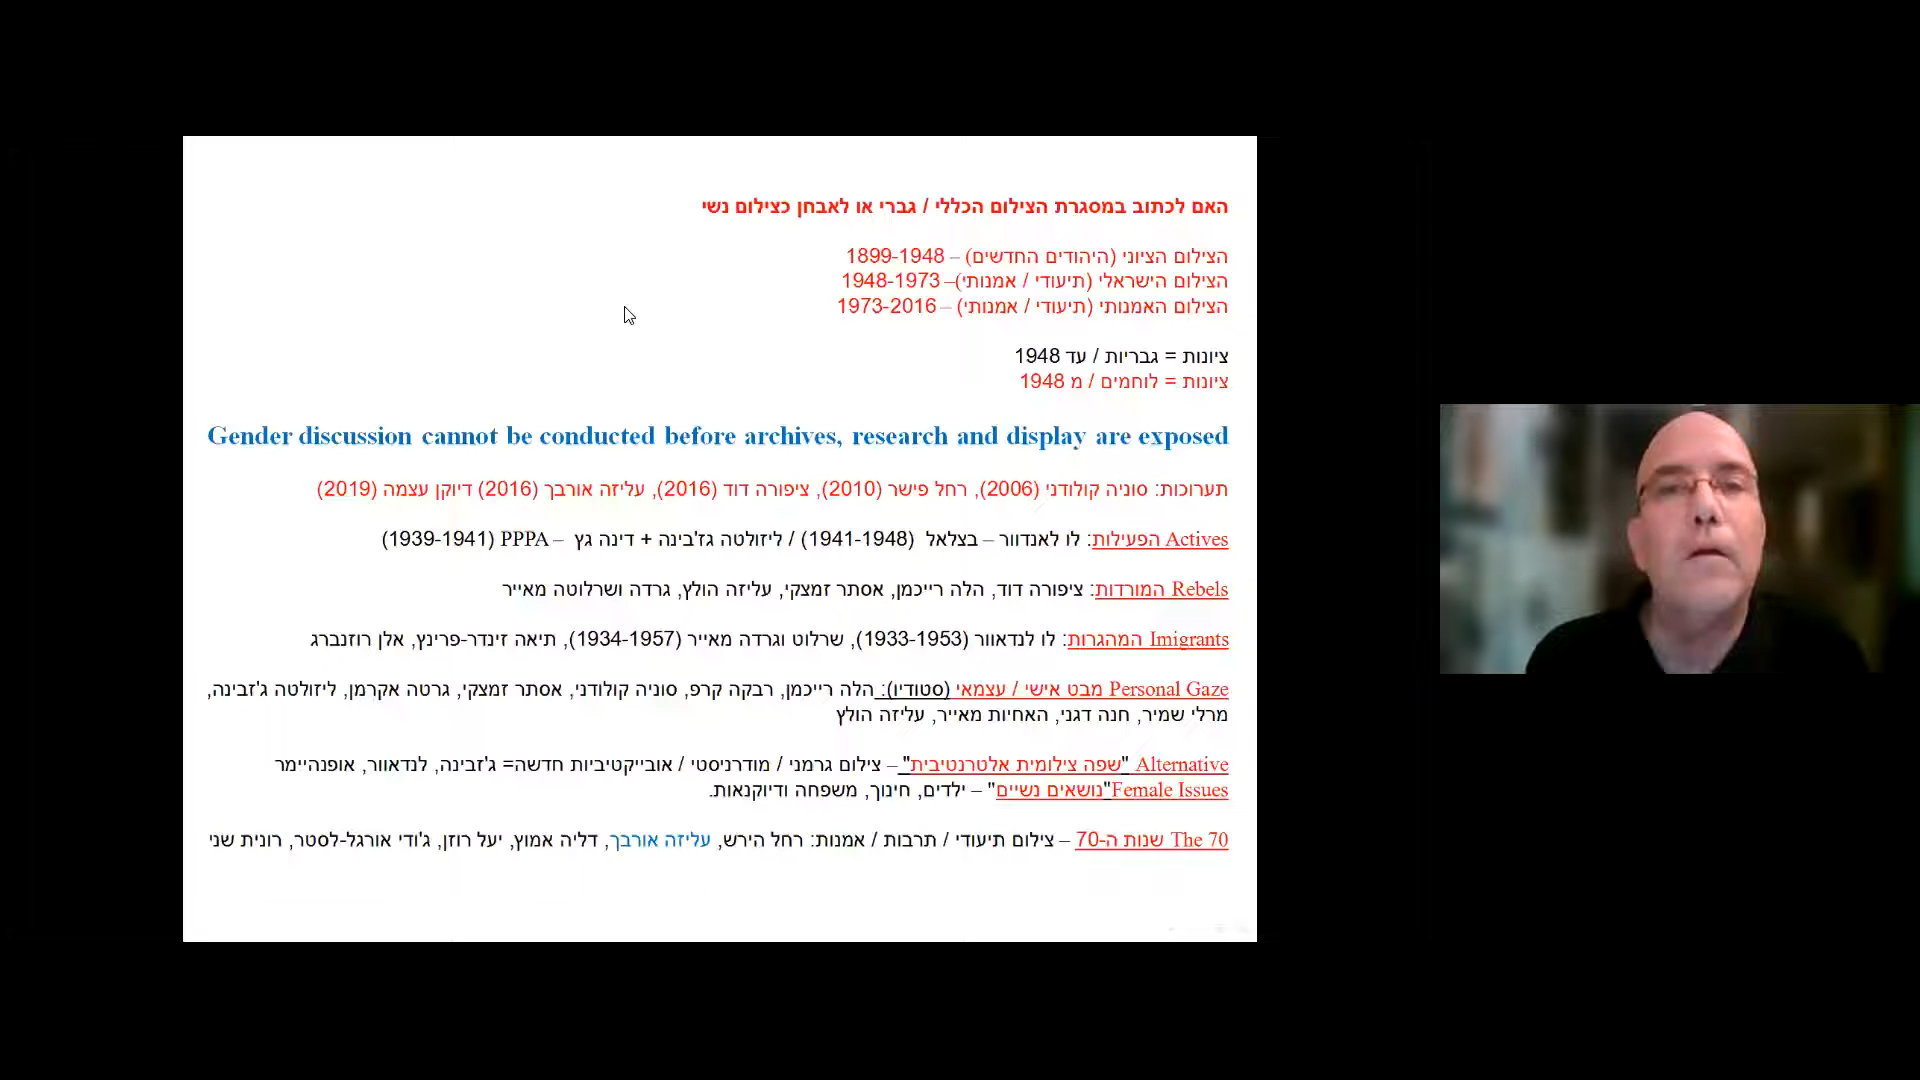 האם לכתוב במסגרת הצילום הכללי / גברי או לאבחן כצילום נשי
הצילום הציוני (היהודים החדשים) – 1899-1948
הצילום הישראלי (תיעודי / אמנותי)– 1948-1973
הצילום האמנותי (תיעודי / אמנותי) – 1973-2016
ציונות = גבריות / עד 1948
ציונות = לוחמים / מ 1948
Gender discussion cannot be conducted before archives, research and display are exposed
תערוכות: סוניה קולודני (2006), רחל פישר (2010), ציפורה דוד (2016), עליזה אורבך (2016) דיוקן עצמה (2019)
Actives הפעילות: לו לאנדוור – בצלאל (1941-1948) / ליזולטה גז'בינה + דינה גץ – PPPA (1939-1941)
Rebels המורדות: ציפורה דוד, הלה רייכמן, אסתר זמצקי, עליזה הולץ, גרדה ושרלוטה מאייר
Imigrants המהגרות: לו לנדאוור (1933-1953), שרלוט וגרדה מאייר (1934-1957), תיאה זינדר-פרינץ, אלן רוזנברג
Personal Gaze מבט אישי / עצמאי (סטודיו): הלה רייכמן, רבקה קרפ, סוניה קולודני, אסתר זמצקי, גרטה אקרמן, ליזולטה ג'זבינה,
מרלי שמיר, חנה דגני, האחיות מאייר, עליזה הולץ
Alternative "שפה צילומית אלטרנטיבית" – צילום גרמני / מודרניסטי / אובייקטיביות חדשה= ג'זבינה, לנדאוור, אופנהיימר
Female Issues"נושאים נשיים" – ילדים, חינוך, משפחה ודיוקנאות.
The 70 שנות ה-70 – צילום תיעודי / תרבות / אמנות: רחל הירש, עליזה אורבך, דליה אמוץ, יעל רוזן, ג'ודי אורגל-לסטר, רונית שני